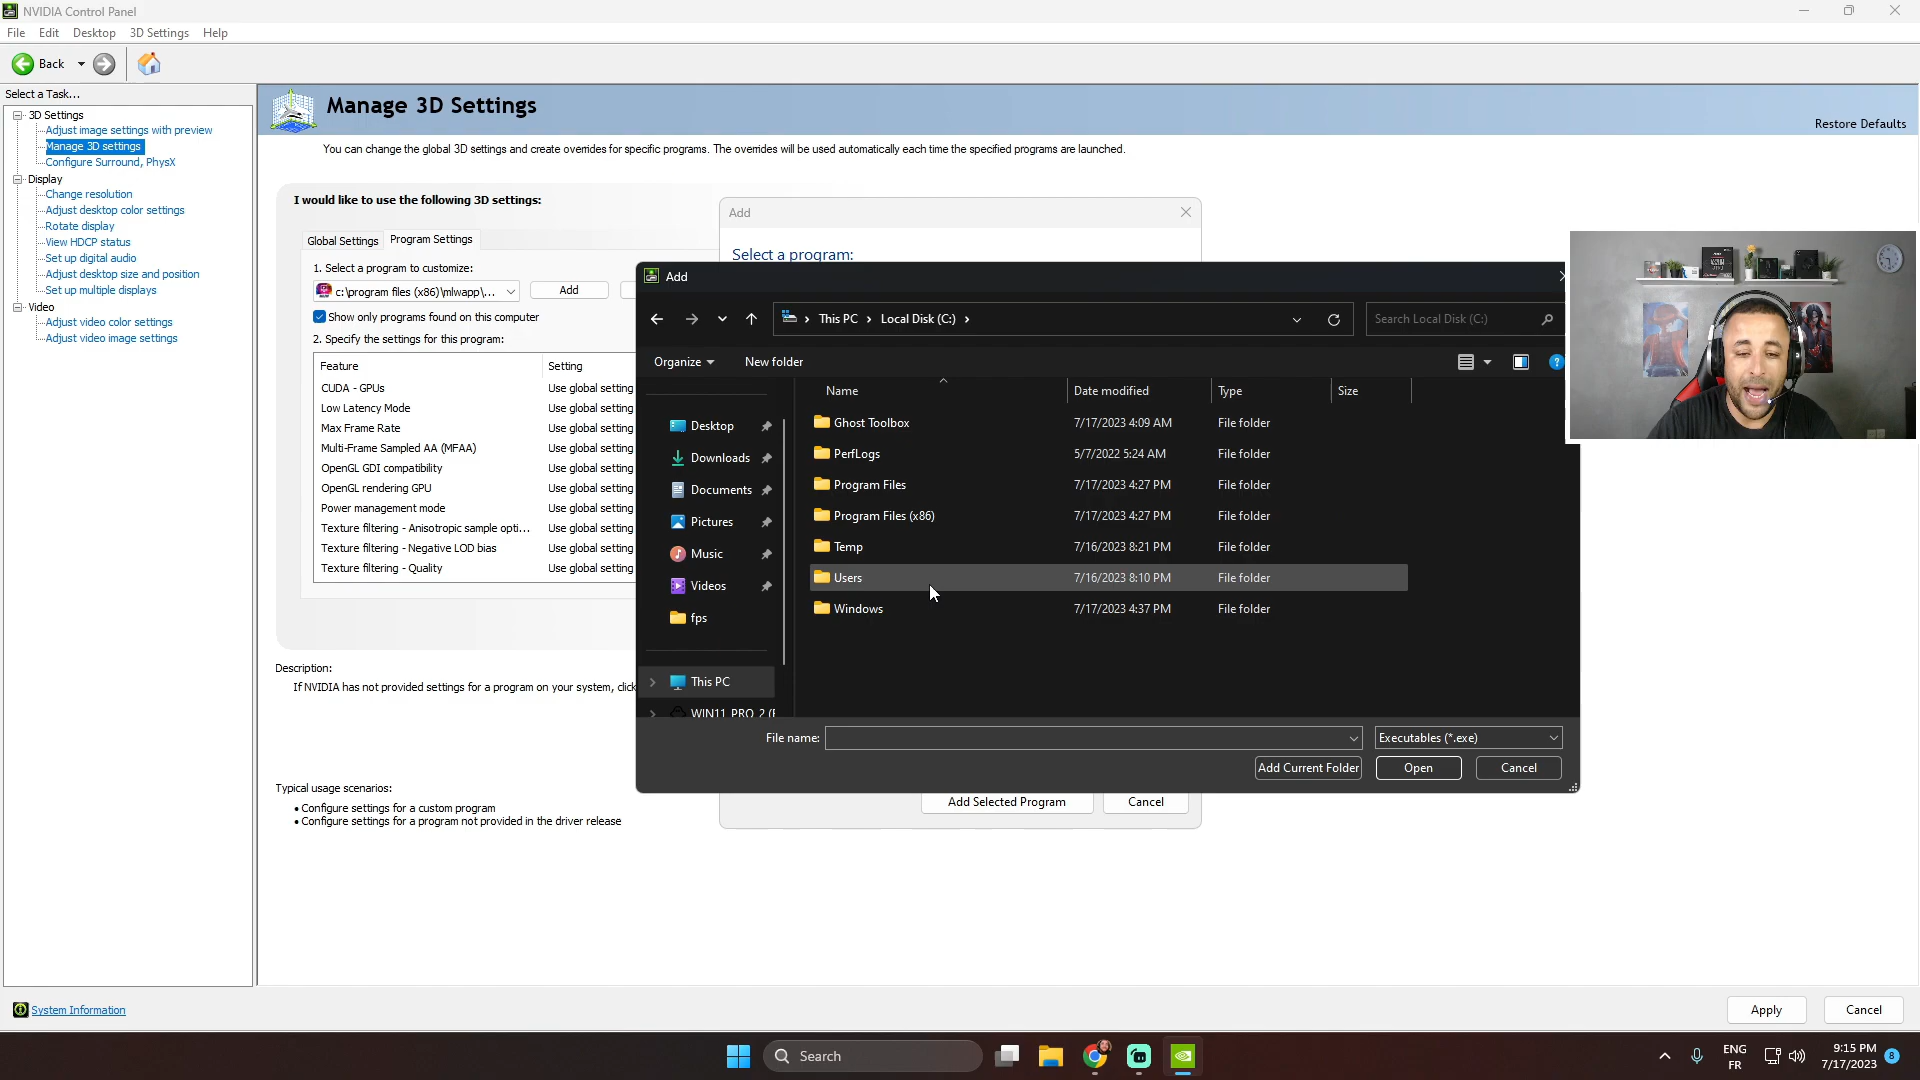 NVIDIA Control Panel
File Edit Desktop 3D Settings Help
Back
Select a Task...
3D Settings
Adjust image settings with preview
Manage 3D settings
Configure Surround, PhysX
Display
Change resolution
Adjust desktop color settings
Rotate display
View HDCP status
Set up digital audio
Adjust desktop size and position
Set up multiple displays
Video
Adjust video color settings
Adjust video image settings
Manage 3D Settings
Restore Defaults
You can change the global 3D settings and create overrides for specific programs. The overrides will be used automatically each time the specified programs are launched.
I would like to use the following 3D settings:
Global Settings Program Settings
1. Select a program to customize:
c:\program files (x86)\mlwapp\... Add
Show only programs found on this computer
2. Specify the settings for this program:
Feature Setting
CUDA - GPUs Use global setting
Low Latency Mode Use global setting
Max Frame Rate Use global setting
Multi-Frame Sampled AA (MFAA) Use global setting
OpenGL GDI compatibility Use global setting
OpenGL rendering GPU Use global setting
Power management mode Use global setting
Texture filtering - Anisotropic sample opti... Use global setting
Texture filtering - Negative LOD bias Use global setting
Texture filtering - Quality Use global setting
Description:
If NVIDIA has not provided settings for a program on your system, click
Typical usage scenarios:
• Configure settings for a custom program
• Configure settings for a program not provided in the driver release
Add
Select a program:
Add
This PC Local Disk (C:)
Search Local Disk (C:)
Organize New folder
Name Date modified Type Size
Desktop
Downloads
Documents
Pictures
Music
Videos
fps
This PC
WIN11 PRO 2 (F
Ghost Toolbox 7/17/2023 4:09 AM File folder
PerfLogs 5/7/2022 5:24 AM File folder
Program Files 7/17/2023 4:27 PM File folder
Program Files (x86) 7/17/2023 4:27 PM File folder
Temp 7/16/2023 8:21 PM File folder
Users 7/16/2023 8:10 PM File folder
Windows 7/17/2023 4:37 PM File folder
File name: Executables (*.exe)
Add Current Folder Open Cancel
Add Selected Program Cancel
System Information
Apply Cancel
Search
ENG
FR
9:15 PM
7/17/2023
8